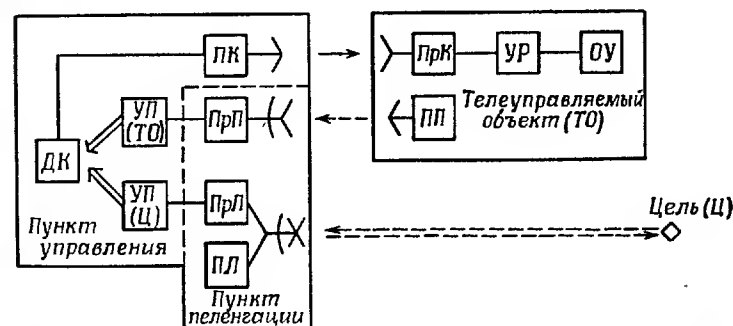 ПК
ПрК
УР
ОУ
УП
(ТО)
ПрП
ПП
Телеуправляемый
объект (ТО)
ДК
УП
(Ц)
ПрЛ
Цель (Ц)
Пункт
управления
ПЛ
Пункт
пеленгации